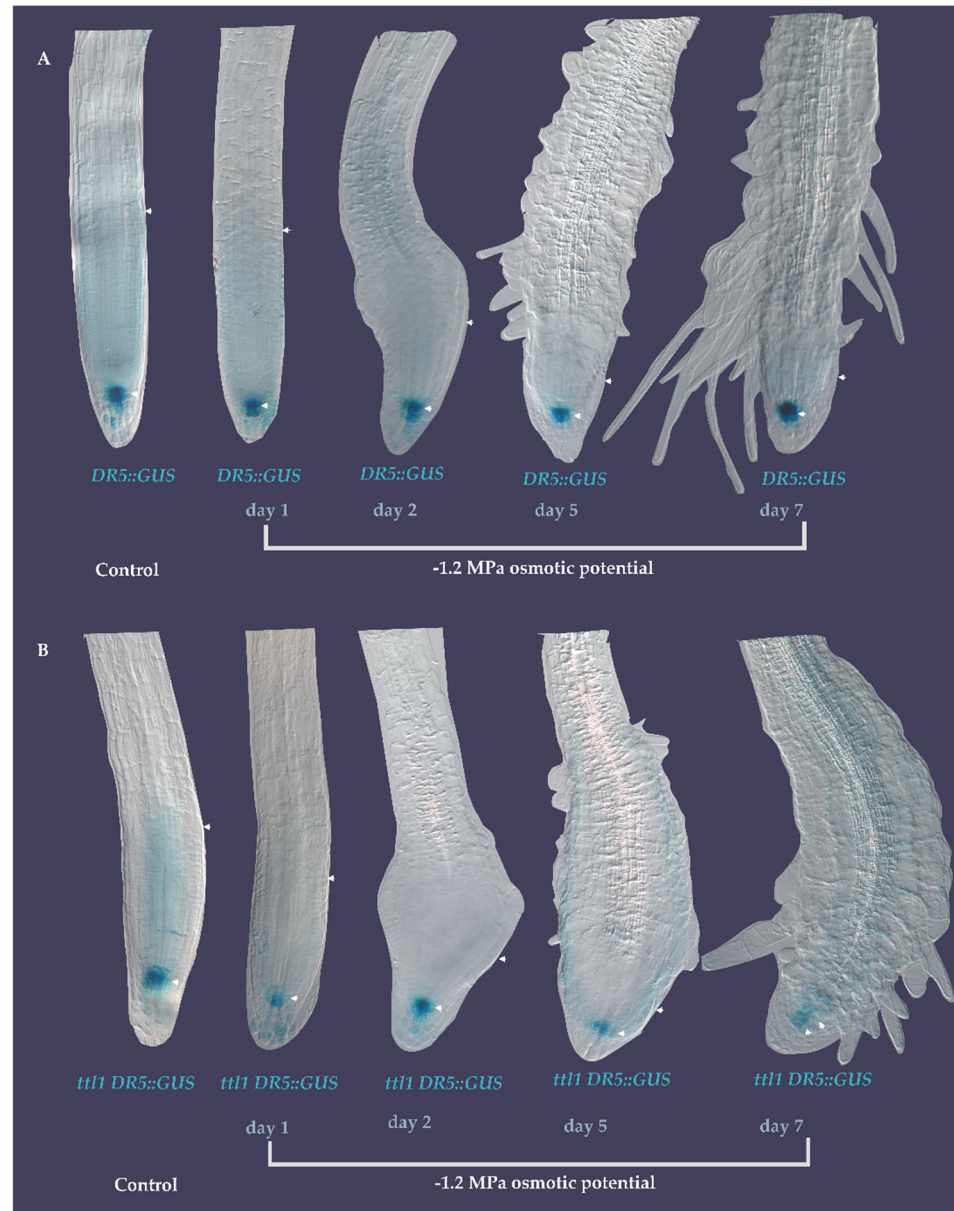 A
DR5::GUS DR5::GUS DR5::GUS DR5::GUS DR5::GUS
day 1 day 2 day 5 day 7
Control -1.2 MPa osmotic potential
B
ttl1 DR5::GUS ttl1 DR5::GUS ttl1 DR5::GUS ttl1 DR5::GUS ttl1 DR5::GUS
day 1 day 2 day 5 day 7
Control -1.2 MPa osmotic potential